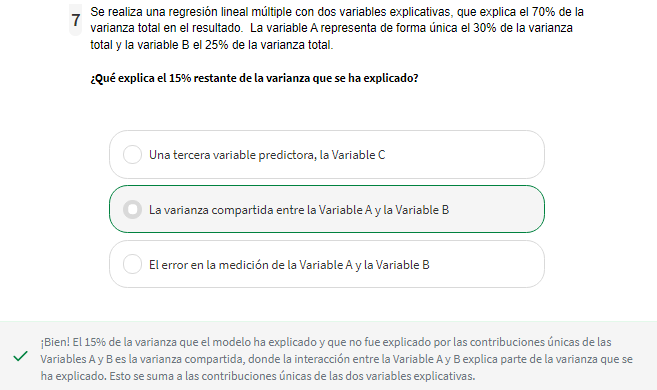 7
Se realiza una regresión lineal múltiple con dos variables explicativas, que explica el 70% de la
varianza total en el resultado. La variable A representa de forma única el 30% de la varianza
total y la variable B el 25% de la varianza total.
¿Qué explica el 15% restante de la varianza que se ha explicado?
Una tercera variable predictora, la Variable C
La varianza compartida entre la Variable A y la Variable B
El error en la medición de la Variable A y la Variable B
¡Bien! El 15% de la varianza que el modelo ha explicado y que no fue explicado por las contribuciones únicas de las
Variables A y B es la varianza compartida, donde la interacción entre la Variable A y B explica parte de la varianza que se
ha explicado. Esto se suma a las contribuciones únicas de las dos variables explicativas.